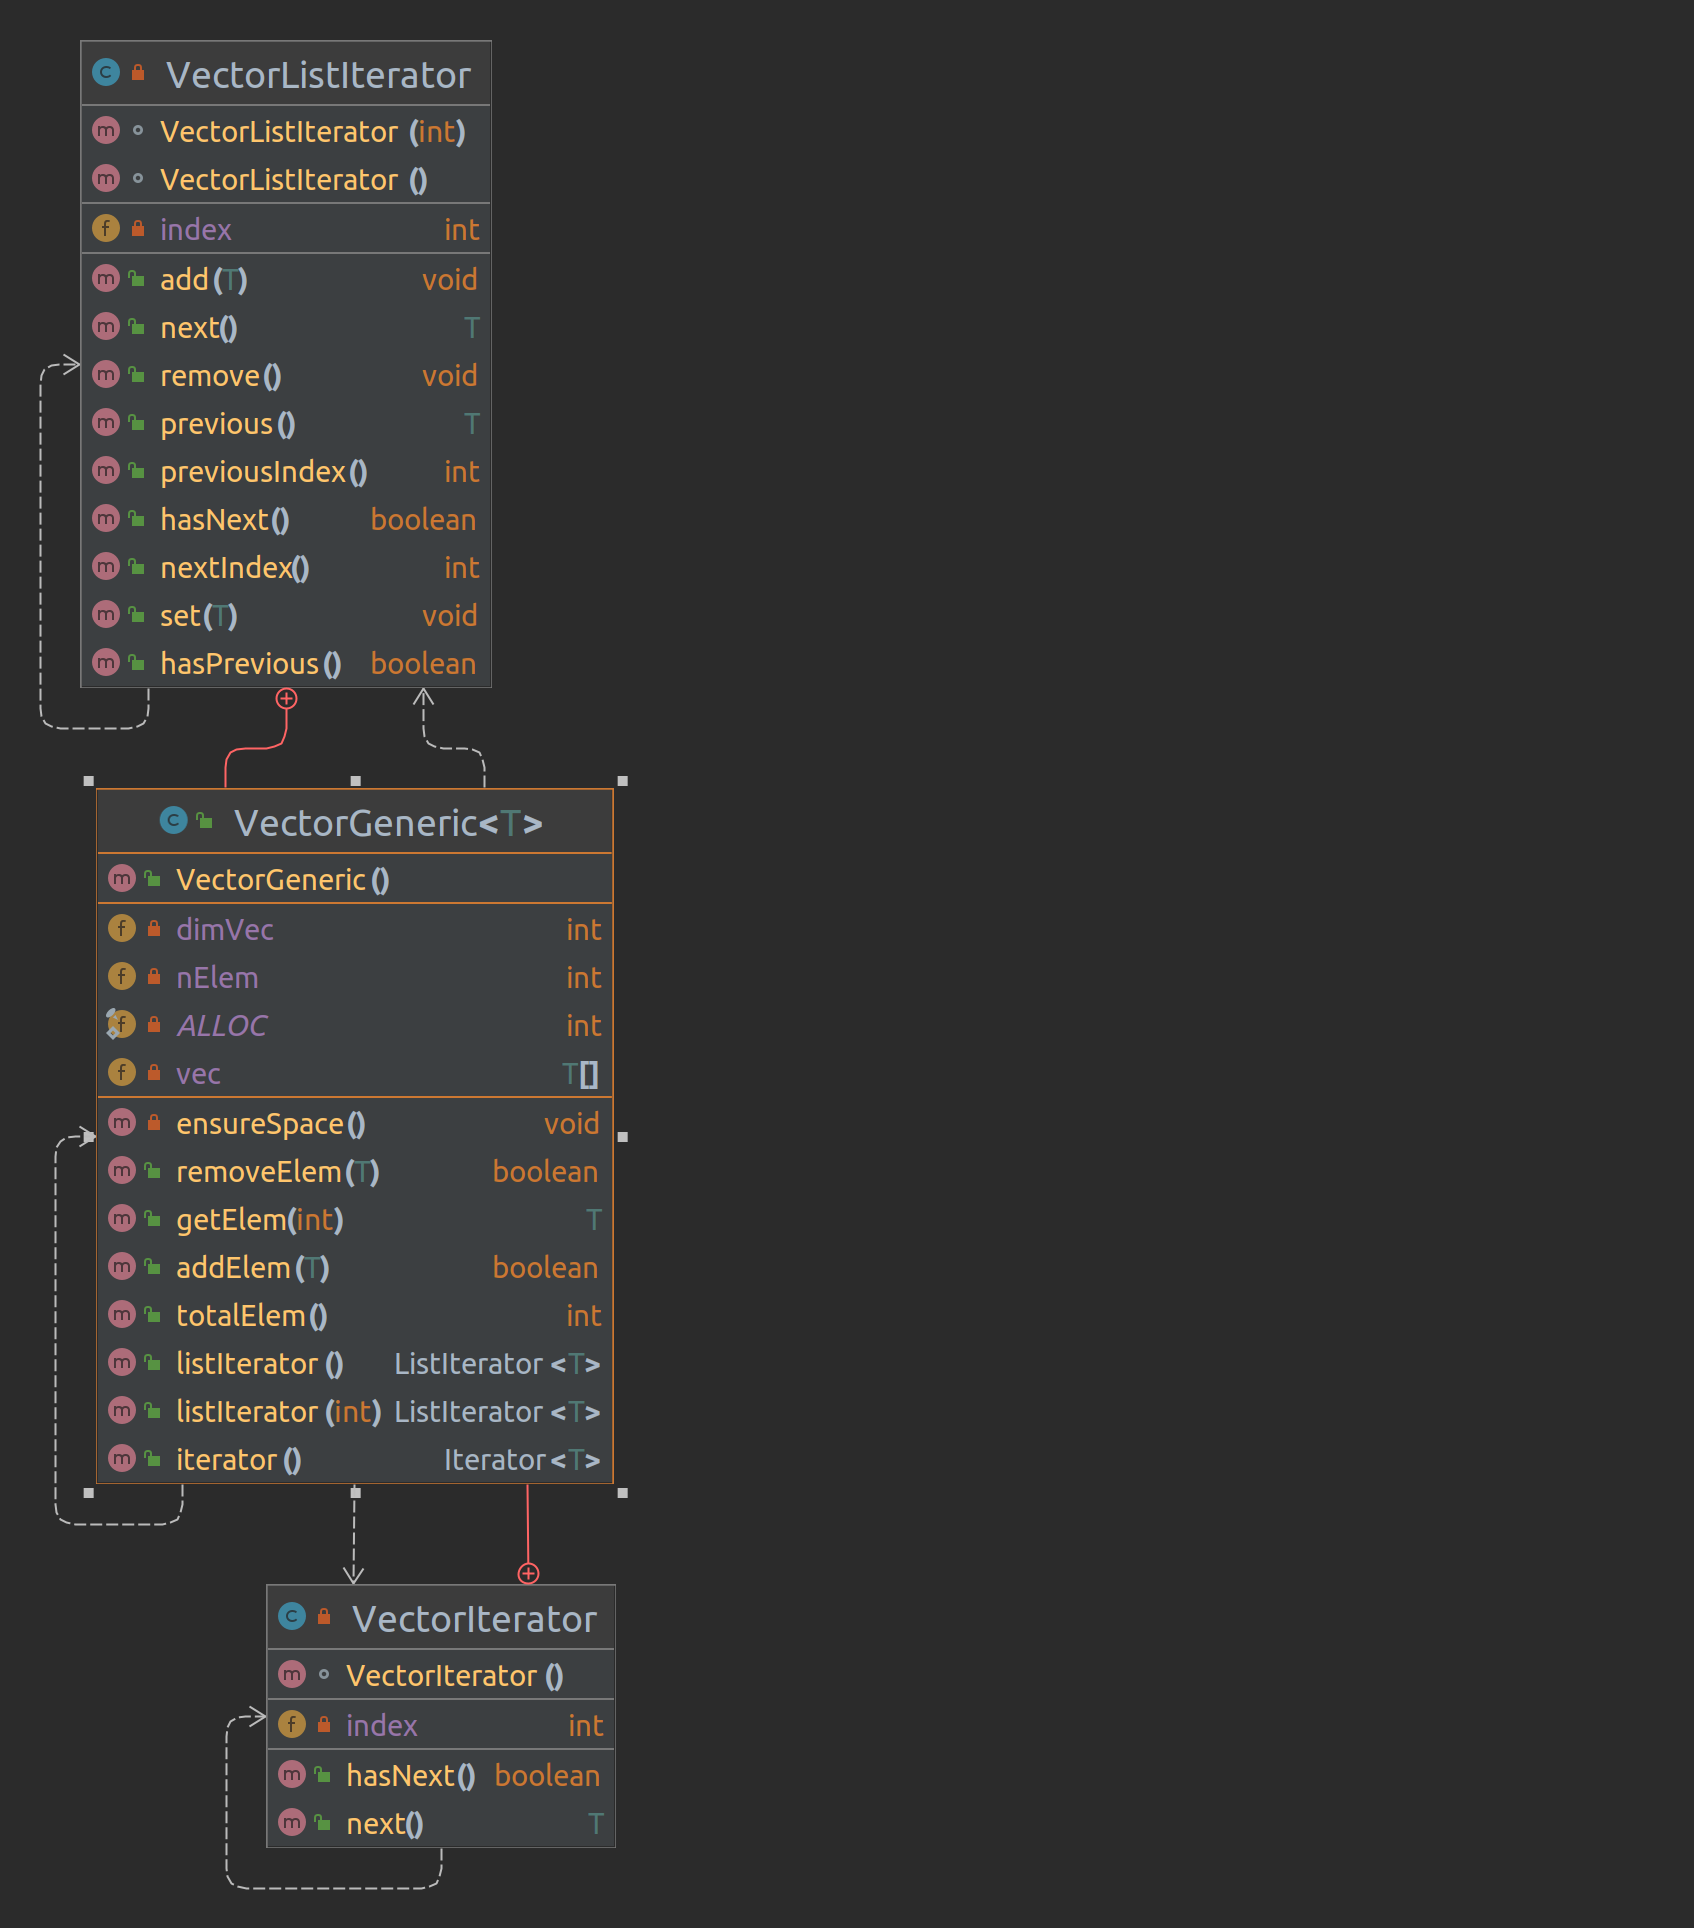 C VectorListIterator
m VectorListIterator (int)
m VectorListIterator ()
f index int
m add(T) void
m next() T
m remove() void
m previous() T
m previousIndex() int
m hasNext() boolean
m nextIndex() int
m set(T) void
m hasPrevious() boolean
C VectorGeneric<T>
m VectorGeneric()
f dimVec int
f nElem int
f ALLOC int
f vec T[]
m ensureSpace() void
m removeElem(T) boolean
m getElem(int) T
m addElem(T) boolean
m totalElem() int
m listIterator () ListIterator <T>
m listIterator (int) ListIterator <T>
m iterator () Iterator <T>
C VectorIterator
m VectorIterator ()
f index int
m hasNext() boolean
m next() T